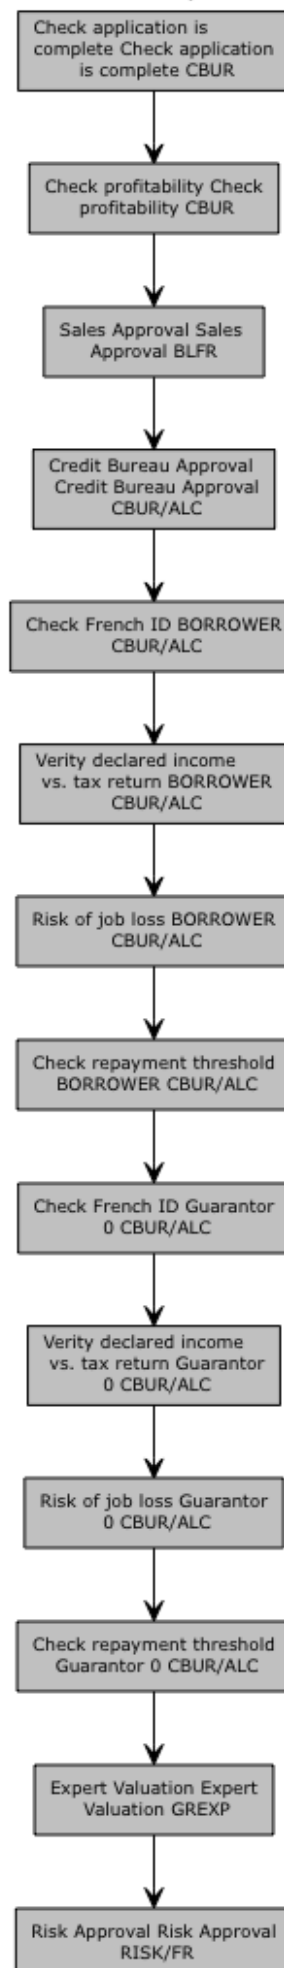 Check application is
complete Check application
is complete CBUR
Check profitability Check
profitability CBUR
Sales Approval Sales
Approval BLFR
Credit Bureau Approval
Credit Bureau Approval
CBUR/ALC
Check French ID BORROWER
CBUR/ALC
Verity declared income
vs. tax return BORROWER
CBUR/ALC
Risk of job loss BORROWER
CBUR/ALC
Check repayment threshold
BORROWER CBUR/ALC
Check French ID Guarantor
0 CBUR/ALC
Verity declared income
vs. tax return Guarantor
0 CBUR/ALC
Risk of job loss Guarantor
0 CBUR/ALC
Check repayment threshold
Guarantor 0 CBUR/ALC
Expert Valuation Expert
Valuation GREXP
Risk Approval Risk Approval
RISK/FR